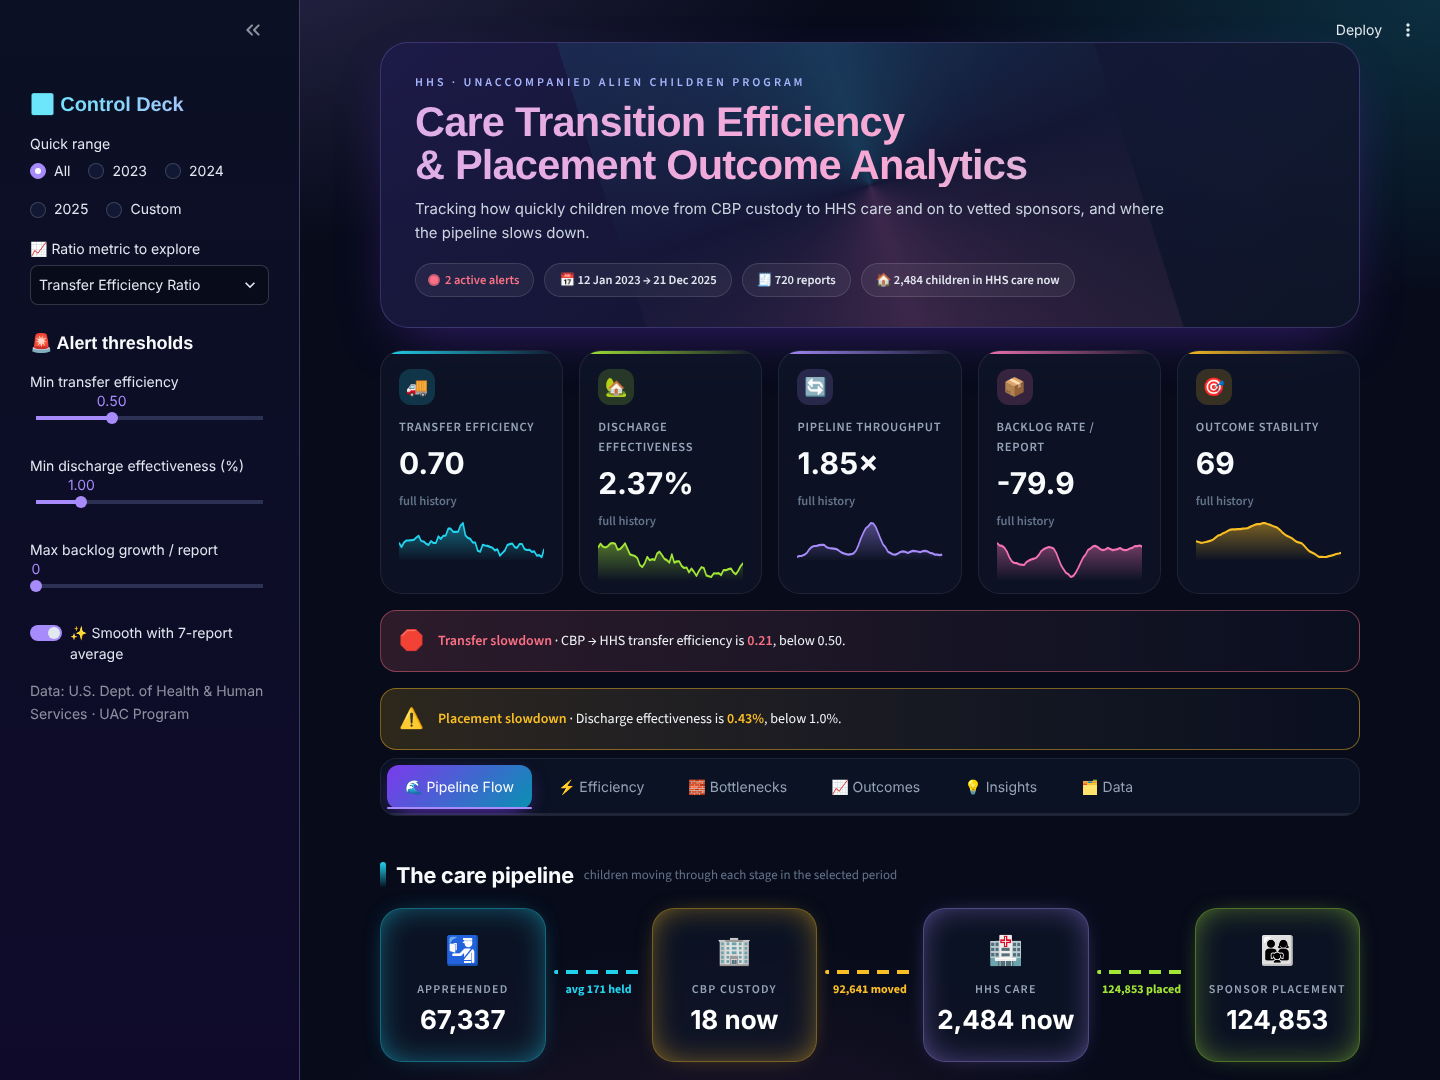 Deploy
Control Deck
Quick range
All 2023 2024
2025 Custom
📈 Ratio metric to explore
Transfer Efficiency Ratio
🚨 Alert thresholds
Min transfer efficiency
0.50
Min discharge effectiveness (%)
1.00
Max backlog growth / report
0
✨ Smooth with 7-report
average
Data: U.S. Dept. of Health & Human
Services · UAC Program
HHS · UNACCOMPANIED ALIEN CHILDREN PROGRAM
Care Transition Efficiency
& Placement Outcome Analytics
Tracking how quickly children move from CBP custody to HHS care and on to vetted sponsors, and where
the pipeline slows down.
2 active alerts
📅 12 Jan 2023 → 21 Dec 2025
🧾 720 reports
🏠 2,484 children in HHS care now
TRANSFER EFFICIENCY
0.70
full history
DISCHARGE
EFFECTIVENESS
2.37%
full history
PIPELINE THROUGHPUT
1.85×
full history
BACKLOG RATE /
REPORT
-79.9
full history
OUTCOME STABILITY
69
full history
Transfer slowdown · CBP → HHS transfer efficiency is 0.21, below 0.50.
Placement slowdown · Discharge effectiveness is 0.43%, below 1.0%.
🌊 Pipeline Flow
⚡ Efficiency
🧱 Bottlenecks
📈 Outcomes
💡 Insights
🗂️ Data
The care pipeline children moving through each stage in the selected period
APPREHENDED
67,337
avg 171 held
CBP CUSTODY
18 now
92,641 moved
HHS CARE
2,484 now
124,853 placed
SPONSOR PLACEMENT
124,853